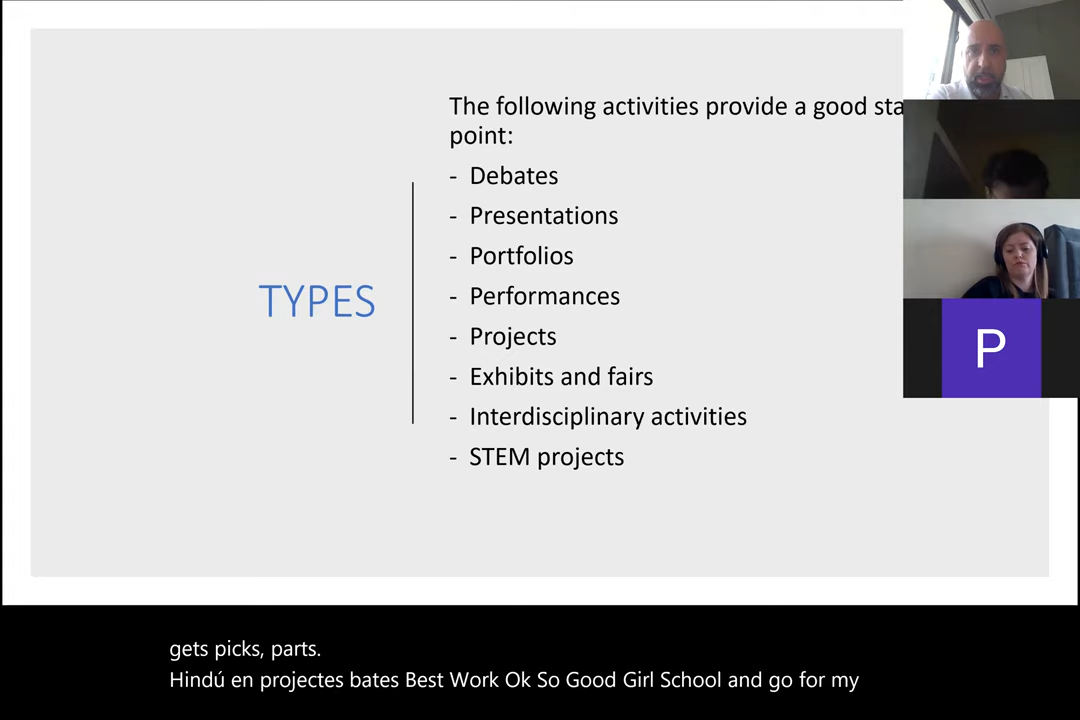 The following activities provide a good sta
point:
- Debates
- Presentations
- Portfolios
- Performances
- Projects
- Exhibits and fairs
- Interdisciplinary activities
- STEM projects
TYPES
P
gets picks, parts.
Hindú en projectes bates Best Work Ok So Good Girl School and go for my